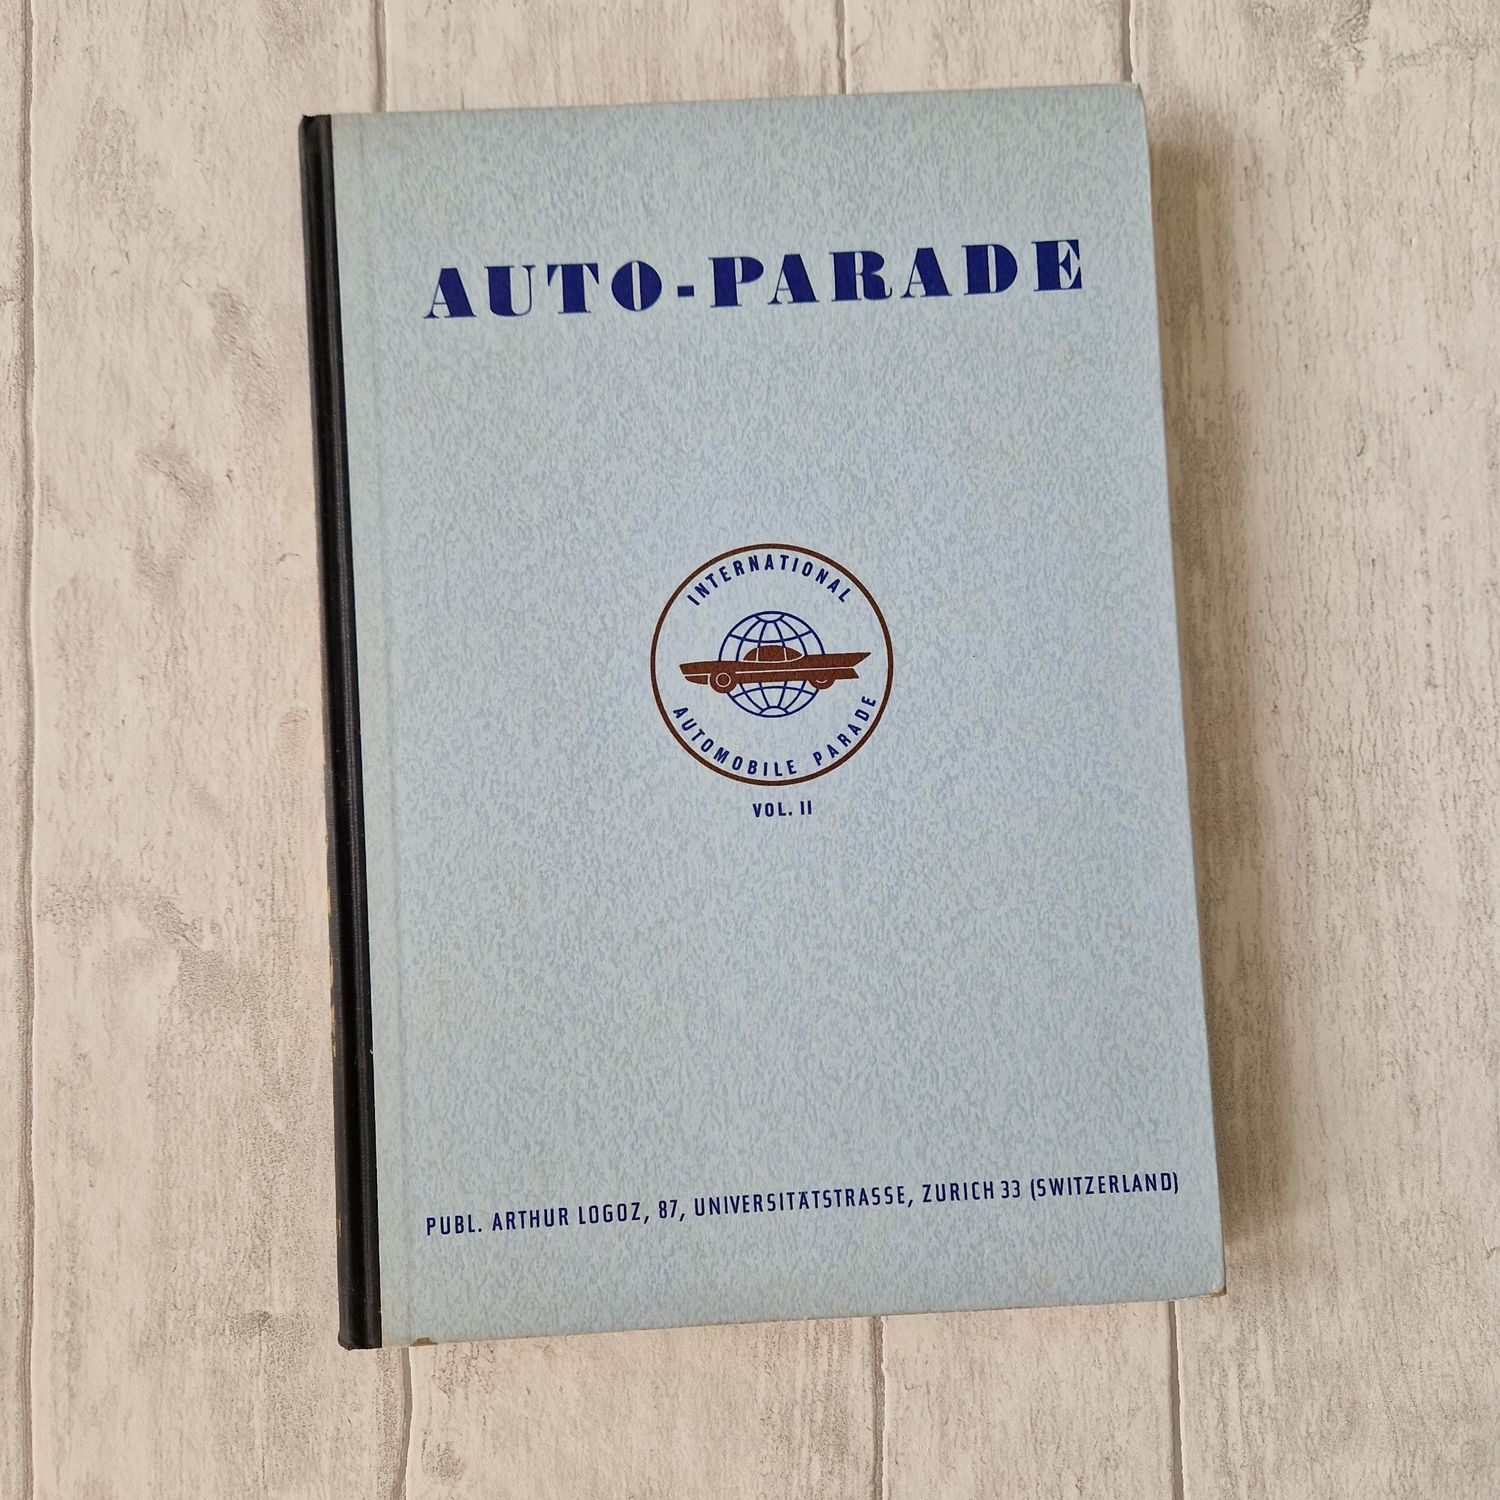 AUTO-PARADE
INTERNATIONAL
AUTOMOBILE PARADE
VOL. II
PUBL. ARTHUR LOGOZ, 87, UNIVERSITÄTSTRASSE, ZURICH 33 (SWITZERLAND)